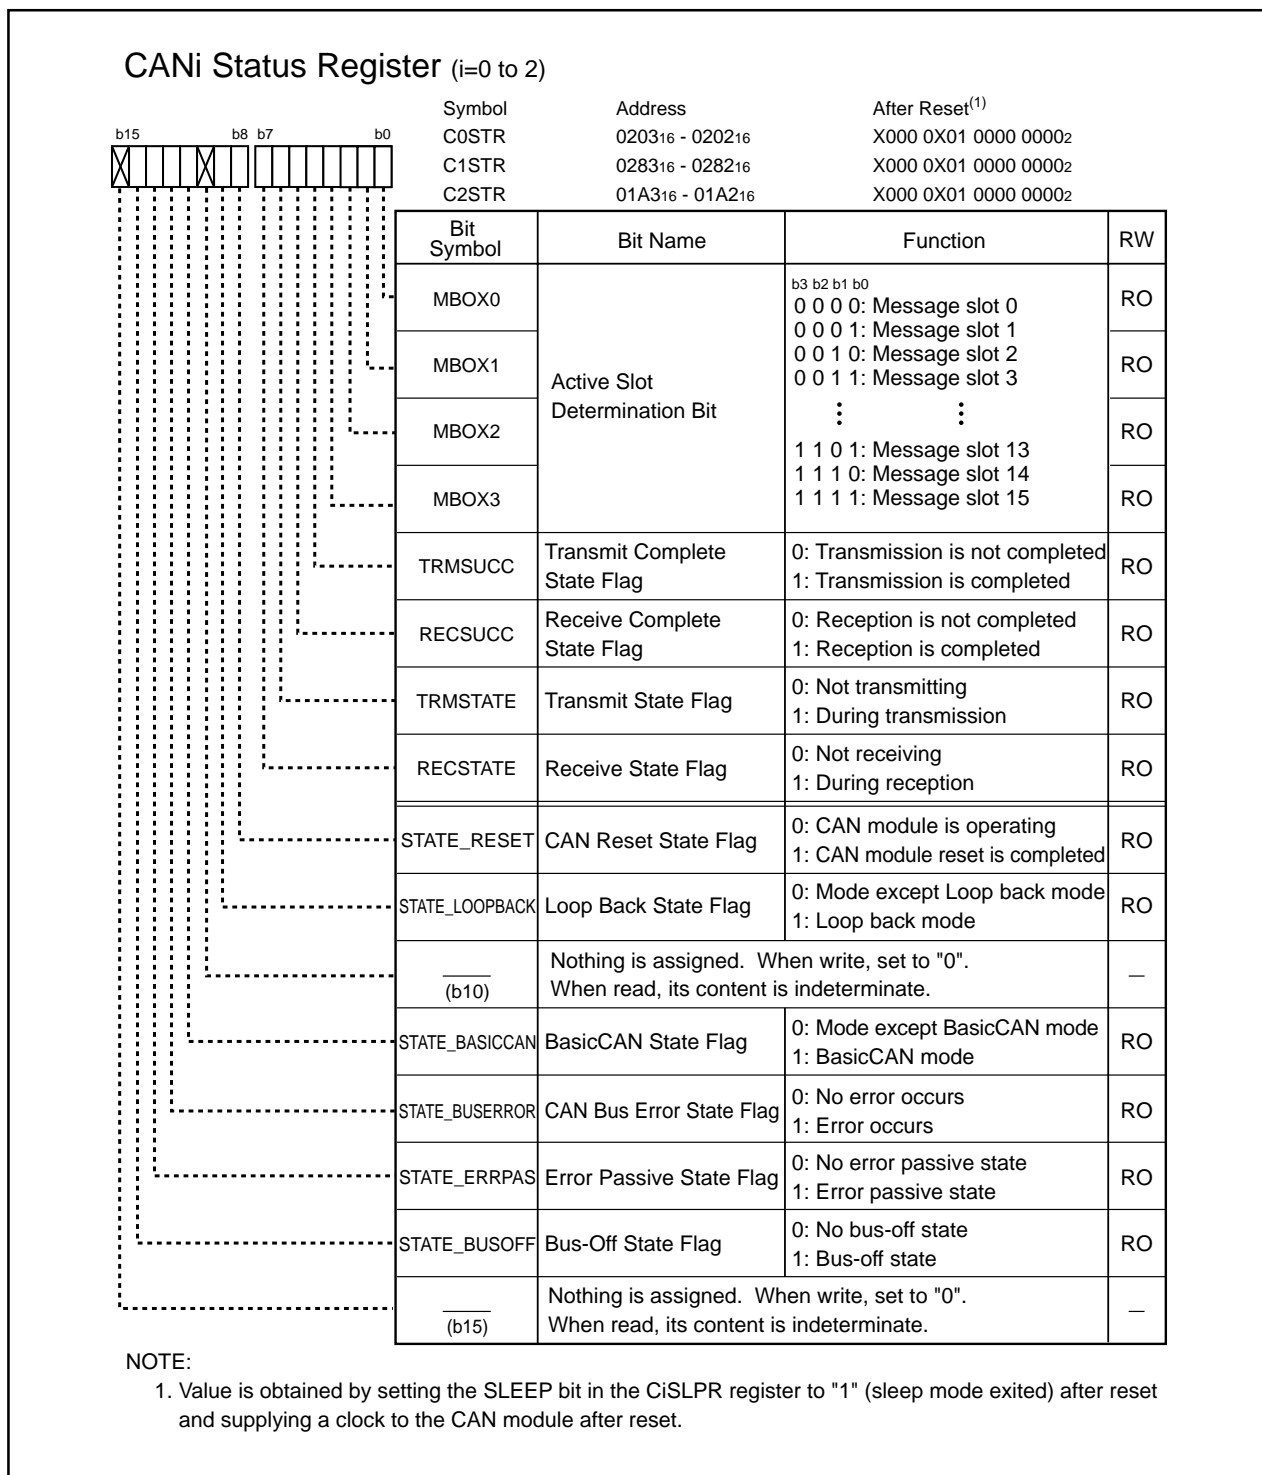 CANi Status Register (i=0 to 2)
Symbol Address After Reset(1)
b15 b8 b7 b0
C0STR 020316 - 020216 X000 0X01 0000 00002
C1STR 028316 - 028216 X000 0X01 0000 00002
C2STR 01A316 - 01A216 X000 0X01 0000 00002
Bit Symbol Bit Name Function RW
MBOX0 RO
MBOX1 RO
MBOX2 RO
MBOX3 RO
Active Slot
Determination Bit
b3 b2 b1 b0
0 0 0 0: Message slot 0
0 0 0 1: Message slot 1
0 0 1 0: Message slot 2
0 0 1 1: Message slot 3
1 1 0 1: Message slot 13
1 1 1 0: Message slot 14
1 1 1 1: Message slot 15
TRMSUCC Transmit Complete State Flag 0: Transmission is not completed
1: Transmission is completed RO
RECSUCC Receive Complete State Flag 0: Reception is not completed
1: Reception is completed RO
TRMSTATE Transmit State Flag 0: Not transmitting
1: During transmission RO
RECSTATE Receive State Flag 0: Not receiving
1: During reception RO
STATE_RESET CAN Reset State Flag 0: CAN module is operating
1: CAN module reset is completed RO
STATE_LOOPBACK Loop Back State Flag 0: Mode except Loop back mode
1: Loop back mode RO
(b10) Nothing is assigned. When write, set to "0".
When read, its content is indeterminate. —
STATE_BASICCAN BasicCAN State Flag 0: Mode except BasicCAN mode
1: BasicCAN mode RO
STATE_BUSERROR CAN Bus Error State Flag 0: No error occurs
1: Error occurs RO
STATE_ERRPAS Error Passive State Flag 0: No error passive state
1: Error passive state RO
STATE_BUSOFF Bus-Off State Flag 0: No bus-off state
1: Bus-off state RO
(b15) Nothing is assigned. When write, set to "0".
When read, its content is indeterminate. —
NOTE:
1. Value is obtained by setting the SLEEP bit in the CiSLPR register to "1" (sleep mode exited) after reset
and supplying a clock to the CAN module after reset.